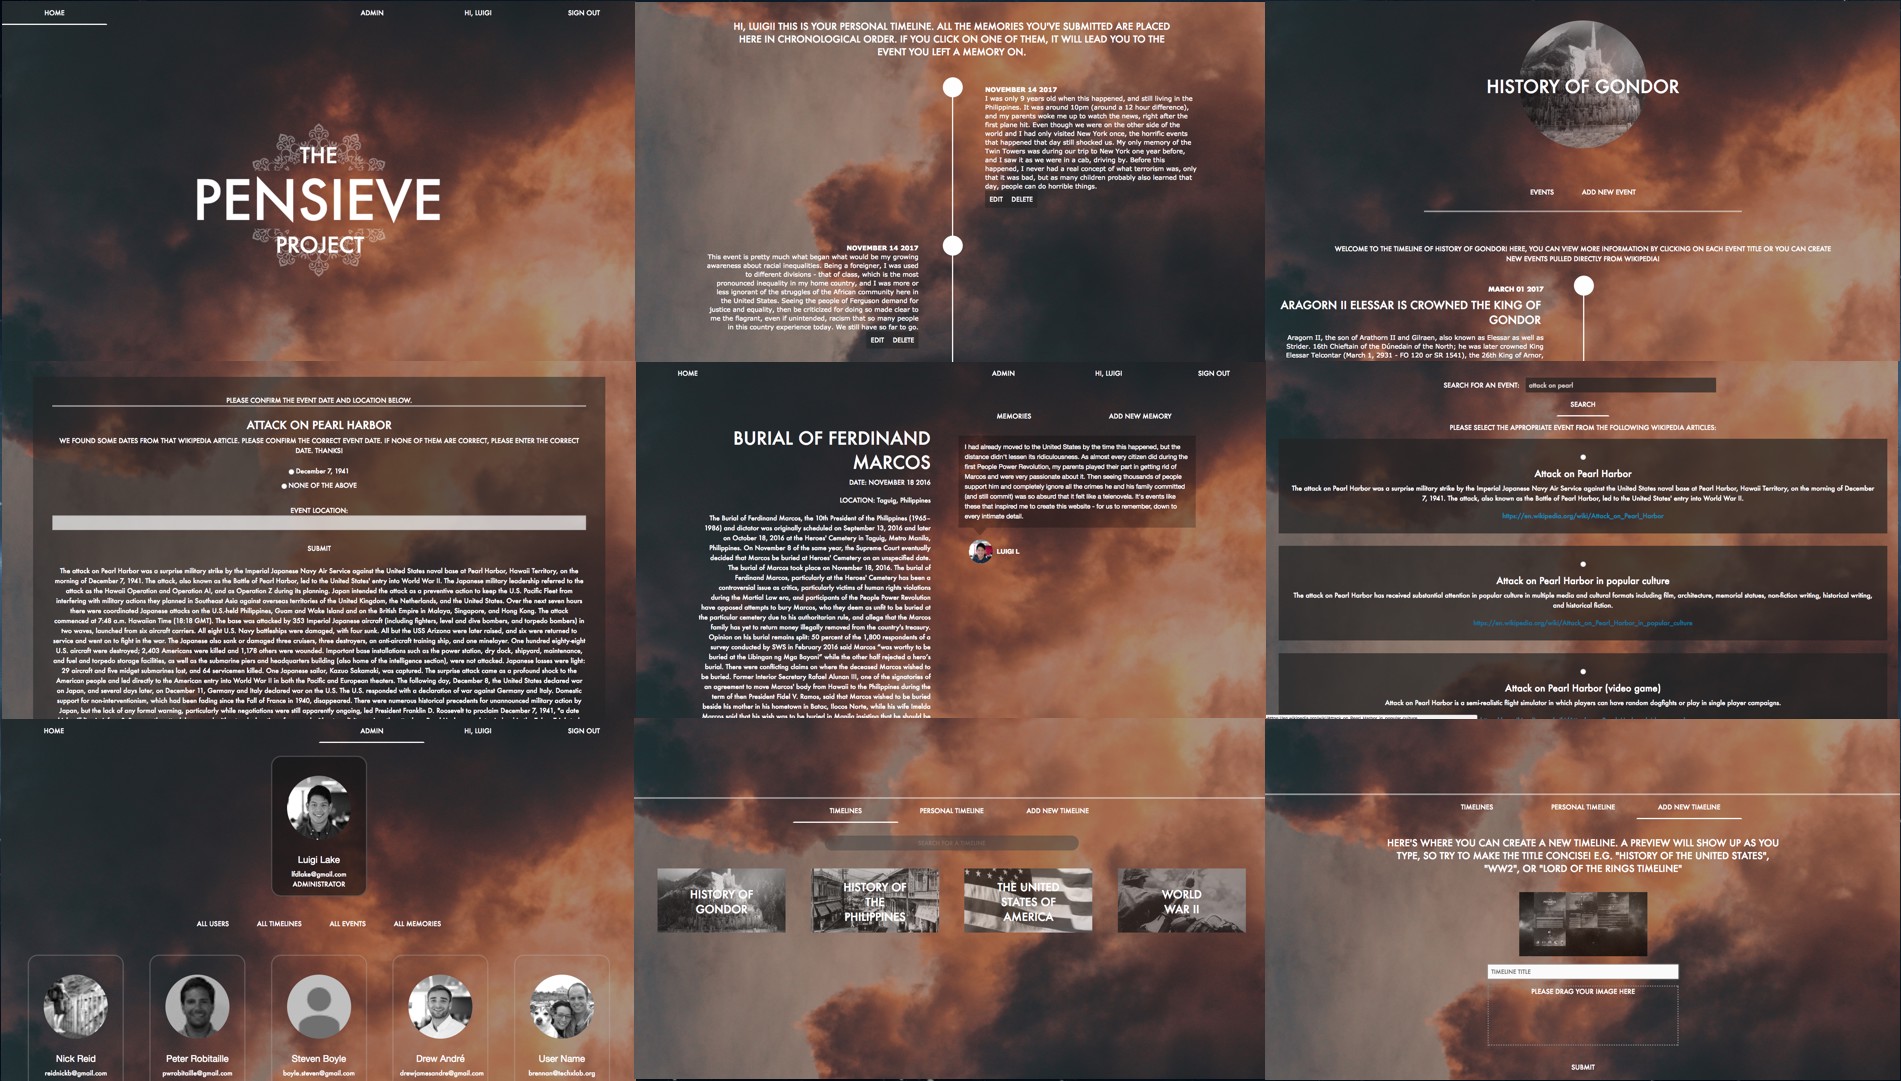 HOME
ADMIN
HI, LUIGI
SIGN OUT
THE
PENSIEVE
PROJECT
HI, LUIGI! THIS IS YOUR PERSONAL TIMELINE. ALL THE MEMORIES YOU'VE SUBMITTED ARE PLACED
HERE IN CHRONOLOGICAL ORDER. IF YOU CLICK ON ONE OF THEM, IT WILL LEAD YOU TO THE
EVENT YOU LEFT A MEMORY ON.
NOVEMBER 14 2017
I was only 9 years old when this happened, and still living in the
Philippines. It was around 10pm (around a 12 hour difference),
and my parents woke me up to watch the news, right after the
first plane hit. Even though we were on the other side of the
world and I had only visited New York once, the horrific events
that happened that day still shocked us. My only memory of the
Twin Towers was during our trip to New York one year before,
and I saw it as we were in a cab, driving by. Before this
happened, I never had a real concept of what terrorism was, only
that it was bad, but as many children probably also learned that
day, people can do horrible things.
EDIT DELETE
NOVEMBER 14 2017
This event is pretty much what began what would be my growing
awareness about racial inequalities. Being a foreigner, I was used
to different divisions - that of class, which is the most
pronounced inequality in my home country, and I was more or
less ignorant of the struggles of the African community here in
the United States. Seeing the people of Ferguson demand for
justice and equality, then be criticized for doing so made clear to
me the flagrant, even if unintended, racism that so many people
in this country experience today. We still have so far to go.
EDIT DELETE
HISTORY OF GONDOR
EVENTS
ADD NEW EVENT
WELCOME TO THE TIMELINE OF HISTORY OF GONDOR! HERE, YOU CAN VIEW MORE INFORMATION BY CLICKING ON EACH EVENT TITLE OR YOU CAN CREATE
NEW EVENTS PULLED DIRECTLY FROM WIKIPEDIA!
MARCH 01 2017
ARAGORN II ELESSAR IS CROWNED THE KING OF
GONDOR
Aragorn II, the son of Arathorn II and Gilraen, also known as Elessar as well as
Strider. 16th Chieftain of the Dúnedain of the North; he was later crowned King
Elessar Telcontar (March 1, 2931 - FO 120 or SR 1541), the 26th King of Arnor,
PLEASE CONFIRM THE EVENT DATE AND LOCATION BELOW.
ATTACK ON PEARL HARBOR
WE FOUND SOME DATES FROM THAT WIKIPEDIA ARTICLE. PLEASE CONFIRM THE CORRECT EVENT DATE. IF NONE OF THEM ARE CORRECT, PLEASE ENTER THE CORRECT
DATE. THANKS!
December 7, 1941
NONE OF THE ABOVE
EVENT LOCATION:
SUBMIT
The attack on Pearl Harbor was a surprise military strike by the Imperial Japanese Navy Air Service against the United States naval base at Pearl Harbor, Hawaii Territory, on the
morning of December 7, 1941. The attack, also known as the Battle of Pearl Harbor, led to the United States' entry into World War II. The Japanese military leadership referred to the
attack as the Hawaii Operation and Operation AI, and as Operation Z during its planning. Japan intended the attack as a preventive action to keep the U.S. Pacific Fleet from
interfering with military actions they planned in Southeast Asia against overseas territories of the United Kingdom, the Netherlands, and the United States. Over the next seven hours
there were coordinated Japanese attacks on the U.S.-held Philippines, Guam and Wake Island and on the British Empire in Malaya, Singapore, and Hong Kong. The attack
commenced at 7:48 a.m. Hawaiian Time (18:18 GMT). The base was attacked by 353 Imperial Japanese aircraft (including fighters, level and dive bombers, and torpedo bombers) in
two waves, launched from six aircraft carriers. All eight U.S. Navy battleships were damaged, with four sunk. All but the USS Arizona were later raised, and six were returned to
service and went on to fight in the war. The Japanese also sank or damaged three cruisers, three destroyers, an anti-aircraft training ship, and one minelayer. One hundred eighty-eight
U.S. aircraft were destroyed; 2,403 Americans were killed and 1,178 others were wounded. Important base installations such as the power station, dry dock, shipyard, maintenance,
and fuel and torpedo storage facilities, as well as the submarine piers and headquarters building (also home of the intelligence section), were not attacked. Japanese losses were light:
29 aircraft and five midget submarines lost, and 64 servicemen killed. One Japanese sailor, Kazuo Sakamaki, was captured. The surprise attack came as a profound shock to the
American people and led directly to the American entry into World War II in both the Pacific and European theaters. The following day, December 8, the United States declared war
on Japan, and several days later, on December 11, Germany and Italy declared war on the U.S. The U.S. responded with a declaration of war against Germany and Italy. Domestic
support for non-interventionism, which had been fading since the Fall of France in 1940, disappeared. There were numerous historical precedents for unannounced military action by
Japan, but the lack of any formal warning, particularly while negotiations were still apparently ongoing, led President Franklin D. Roosevelt to proclaim December 7, 1941, "a date
HOME
ADMIN
HI, LUIGI
SIGN OUT
MEMORIES
ADD NEW MEMORY
BURIAL OF FERDINAND
MARCOS
DATE: NOVEMBER 18 2016
LOCATION: Taguig, Philippines
The Burial of Ferdinand Marcos, the 10th President of the Philippines (1965–
1986) and dictator was originally scheduled on September 13, 2016 and later
on October 18, 2016 at the Heroes' Cemetery in Taguig, Metro Manila,
Philippines. On November 8 of the same year, the Supreme Court eventually
decided that Marcos be buried at Heroes' Cemetery on an unspecified date.
The burial of Marcos took place on November 18, 2016. The burial of
Ferdinand Marcos, particularly at the Heroes' Cemetery has been a
controversial issue as critics, particularly victims of human rights violations
during the Martial Law era, and participants of the People Power Revolution
have opposed attempts to bury Marcos, who they deem as unfit to be buried at
the particular cemetery due to his authoritarian rule, and allege that the Marcos
family has yet to return money illegally removed from the country's treasury.
Opinion on his burial remains split: 50 percent of the 1,800 respondents of a
survey conducted by SWS in February 2016 said Marcos "was worthy to be
buried at the Libingan ng Mga Bayani" while the other half rejected a hero's
burial. There were conflicting claims on where the deceased Marcos wished to
be buried. Former Interior Secretary Rafael Alunan III, one of the signatories of
an agreement to move Marcos' body from Hawaii to the Philippines during the
term of then President Fidel V. Ramos, said that Marcos wished to be buried
beside his mother in his hometown in Batac, Ilocos Norte, while his wife Imelda
Marcos said that his wish was to be buried in Manila insisting that he should be
I had already moved to the United States by the time this happened, but the
distance didn't lessen its ridiculousness. As almost every citizen did during the
first People Power Revolution, my parents played their part in getting rid of
Marcos and were very passionate about it. Then seeing thousands of people
support him and completely ignore all the crimes he and his family committed
(and still commit) was so absurd that it felt like a telenovela. It's events like
these that inspired me to create this website - for us to remember, down to
every intimate detail.
LUIGI L
SEARCH FOR AN EVENT:
attack on pearl
SEARCH
PLEASE SELECT THE APPROPRIATE EVENT FROM THE FOLLOWING WIKIPEDIA ARTICLES:
Attack on Pearl Harbor
The attack on Pearl Harbor was a surprise military strike by the Imperial Japanese Navy Air Service against the United States naval base at Pearl Harbor, Hawaii Territory, on the morning of December
7, 1941. The attack, also known as the Battle of Pearl Harbor, led to the United States' entry into World War II.
https://en.wikipedia.org/wiki/Attack_on_Pearl_Harbor
Attack on Pearl Harbor in popular culture
The attack on Pearl Harbor has received substantial attention in popular culture in multiple media and cultural formats including film, architecture, memorial statues, non-fiction writing, historical writing,
and historical fiction.
https://en.wikipedia.org/wiki/Attack_on_Pearl_Harbor_in_popular_culture
Attack on Pearl Harbor (video game)
Attack on Pearl Harbor is a semi-realistic flight simulator in which players can have random dogfights or play in single player campaigns.
HOME
ADMIN
HI, LUIGI
SIGN OUT
Luigi Lake
lfdlake@gmail.com
ADMINISTRATOR
ALL USERS
ALL TIMELINES
ALL EVENTS
ALL MEMORIES
Nick Reid
reidnickb@gmail.com
Peter Robitaille
pwrobitaille@gmail.com
Steven Boyle
boyle.steven@gmail.com
Drew André
drewjamesandre@gmail.com
User Name
brennan@techxlab.org
TIMELINES
PERSONAL TIMELINE
ADD NEW TIMELINE
SEARCH FOR A TIMELINE
HISTORY OF
GONDOR
HISTORY OF
THE
PHILIPPINES
THE UNITED
STATES OF
AMERICA
WORLD
WAR II
TIMELINES
PERSONAL TIMELINE
ADD NEW TIMELINE
HERE'S WHERE YOU CAN CREATE A NEW TIMELINE. A PREVIEW WILL SHOW UP AS YOU
TYPE, SO TRY TO MAKE THE TITLE CONCISE! E.G. "HISTORY OF THE UNITED STATES",
"WW2", OR "LORD OF THE RINGS TIMELINE"
TIMELINE TITLE
PLEASE DRAG YOUR IMAGE HERE
SUBMIT